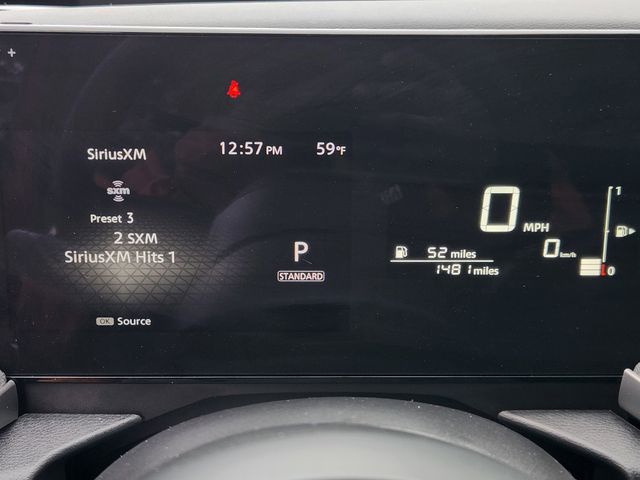 12:57 PM 59°F
SiriusXM
sxm
Preset 3
2 SXM
SiriusXM Hits 1
OK Source
P
STANDARD
52 miles
1481 miles
0 MPH
0 km/h
1
0